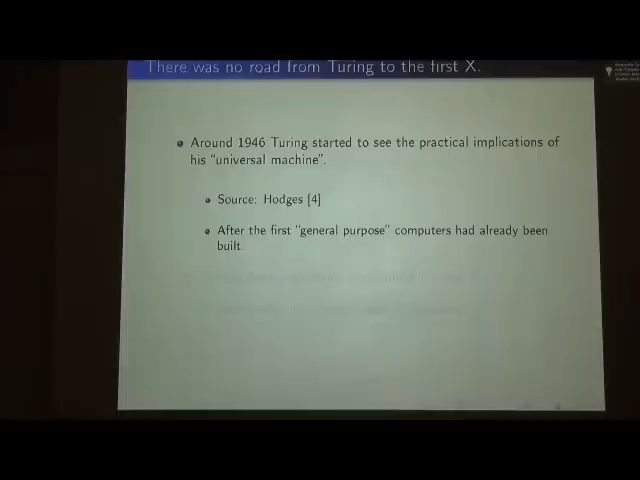 There was no road from Turing to the first X.
Around 1946 Turing started to see the practical implications of
his “universal machine”.
Source: Hodges [4]
After the first “general purpose” computers had already been
built.